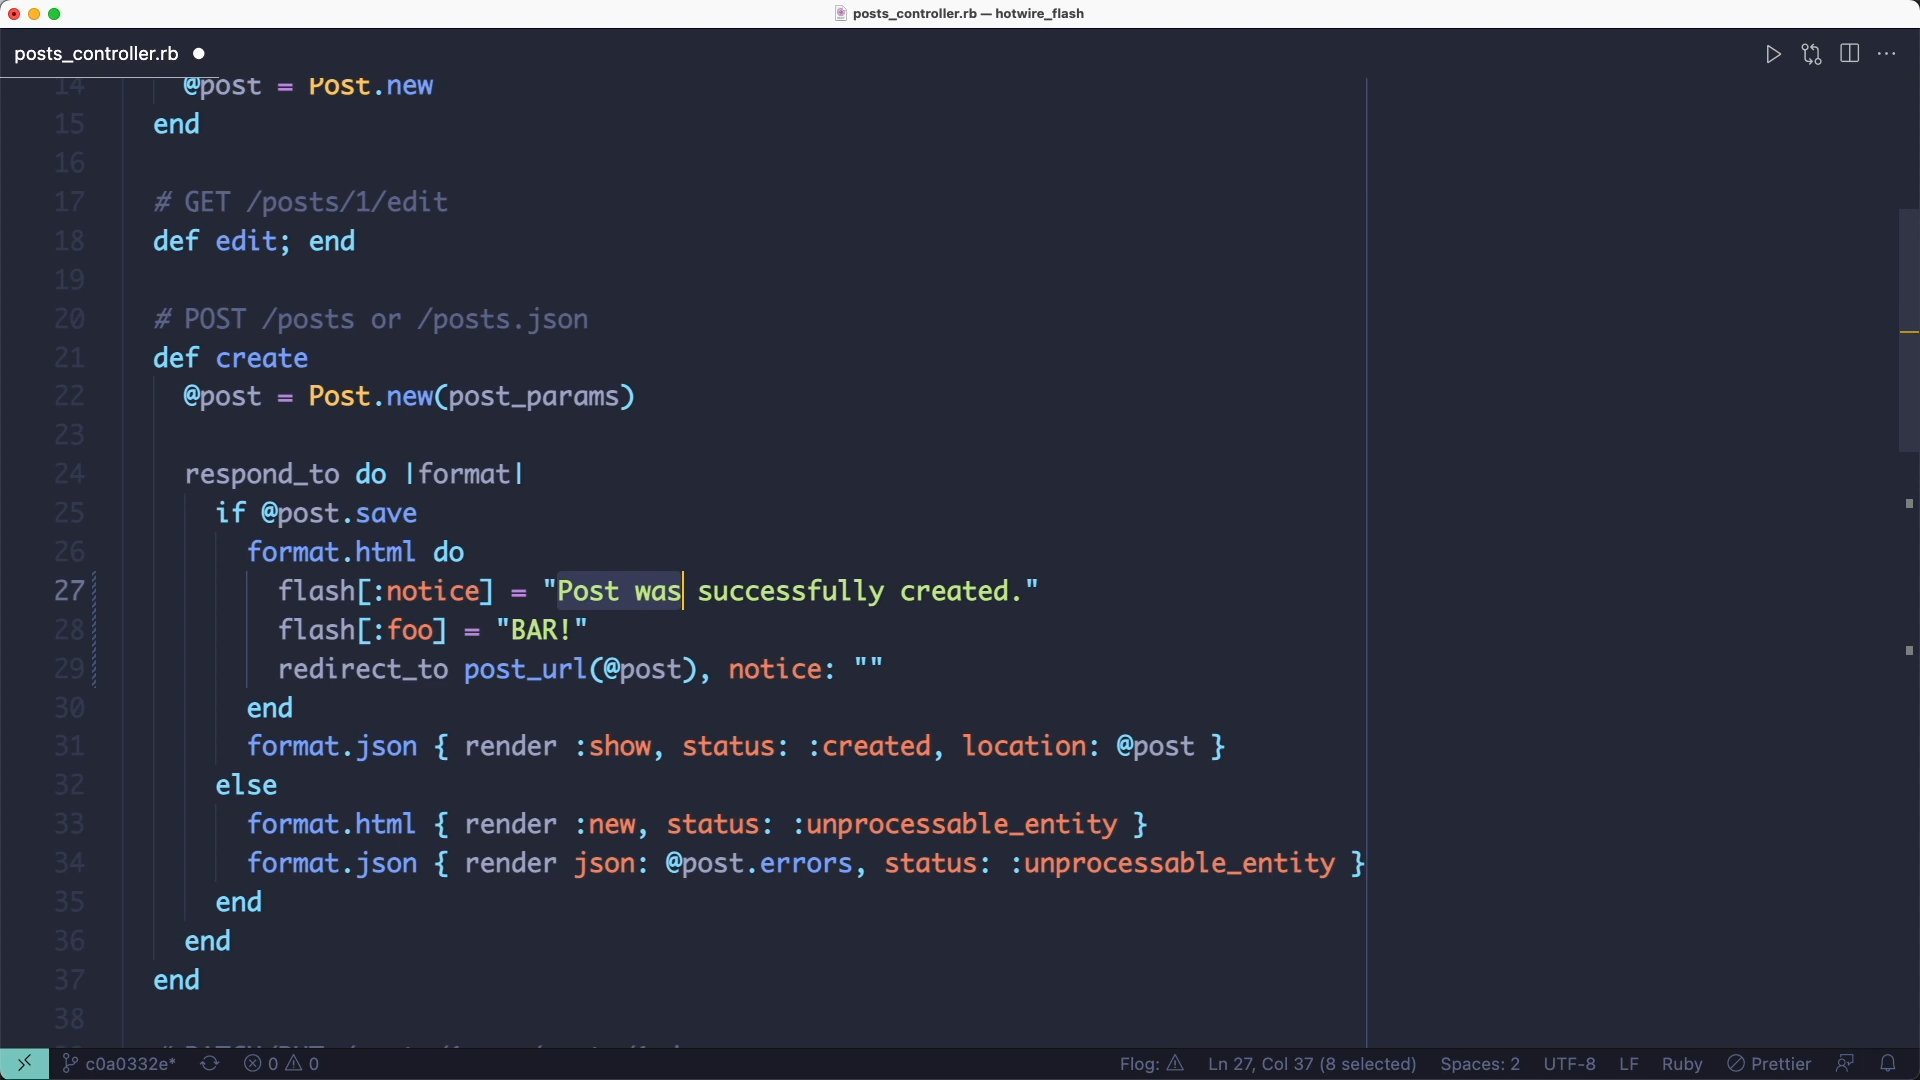 posts_controller.rb — hotwire_flash
posts_controller.rb
14 @post = Post.new
15 end
16
17 # GET /posts/1/edit
18 def edit; end
19
20 # POST /posts or /posts.json
21 def create
22 @post = Post.new(post_params)
23
24 respond_to do |format|
25 if @post.save
26 format.html do
27 flash[:notice] = "Post was successfully created."
28 flash[:foo] = "BAR!"
29 redirect_to post_url(@post), notice: ""
30 end
31 format.json { render :show, status: :created, location: @post }
32 else
33 format.html { render :new, status: :unprocessable_entity }
34 format.json { render json: @post.errors, status: :unprocessable_entity }
35 end
36 end
37 end
38
c0a0332e* 0 0 Flog: Ln 27, Col 37 (8 selected) Spaces: 2 UTF-8 LF Ruby Prettier